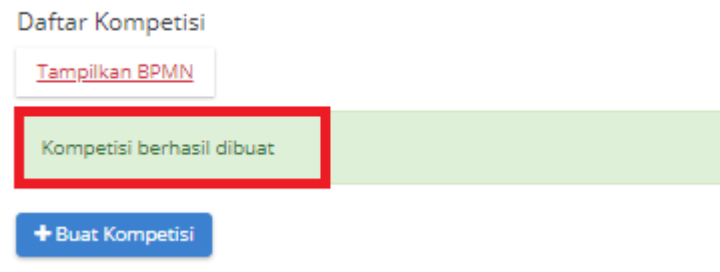 Daftar Kompetisi
Tampilkan BPMN
Kompetisi berhasil dibuat
+ Buat Kompetisi